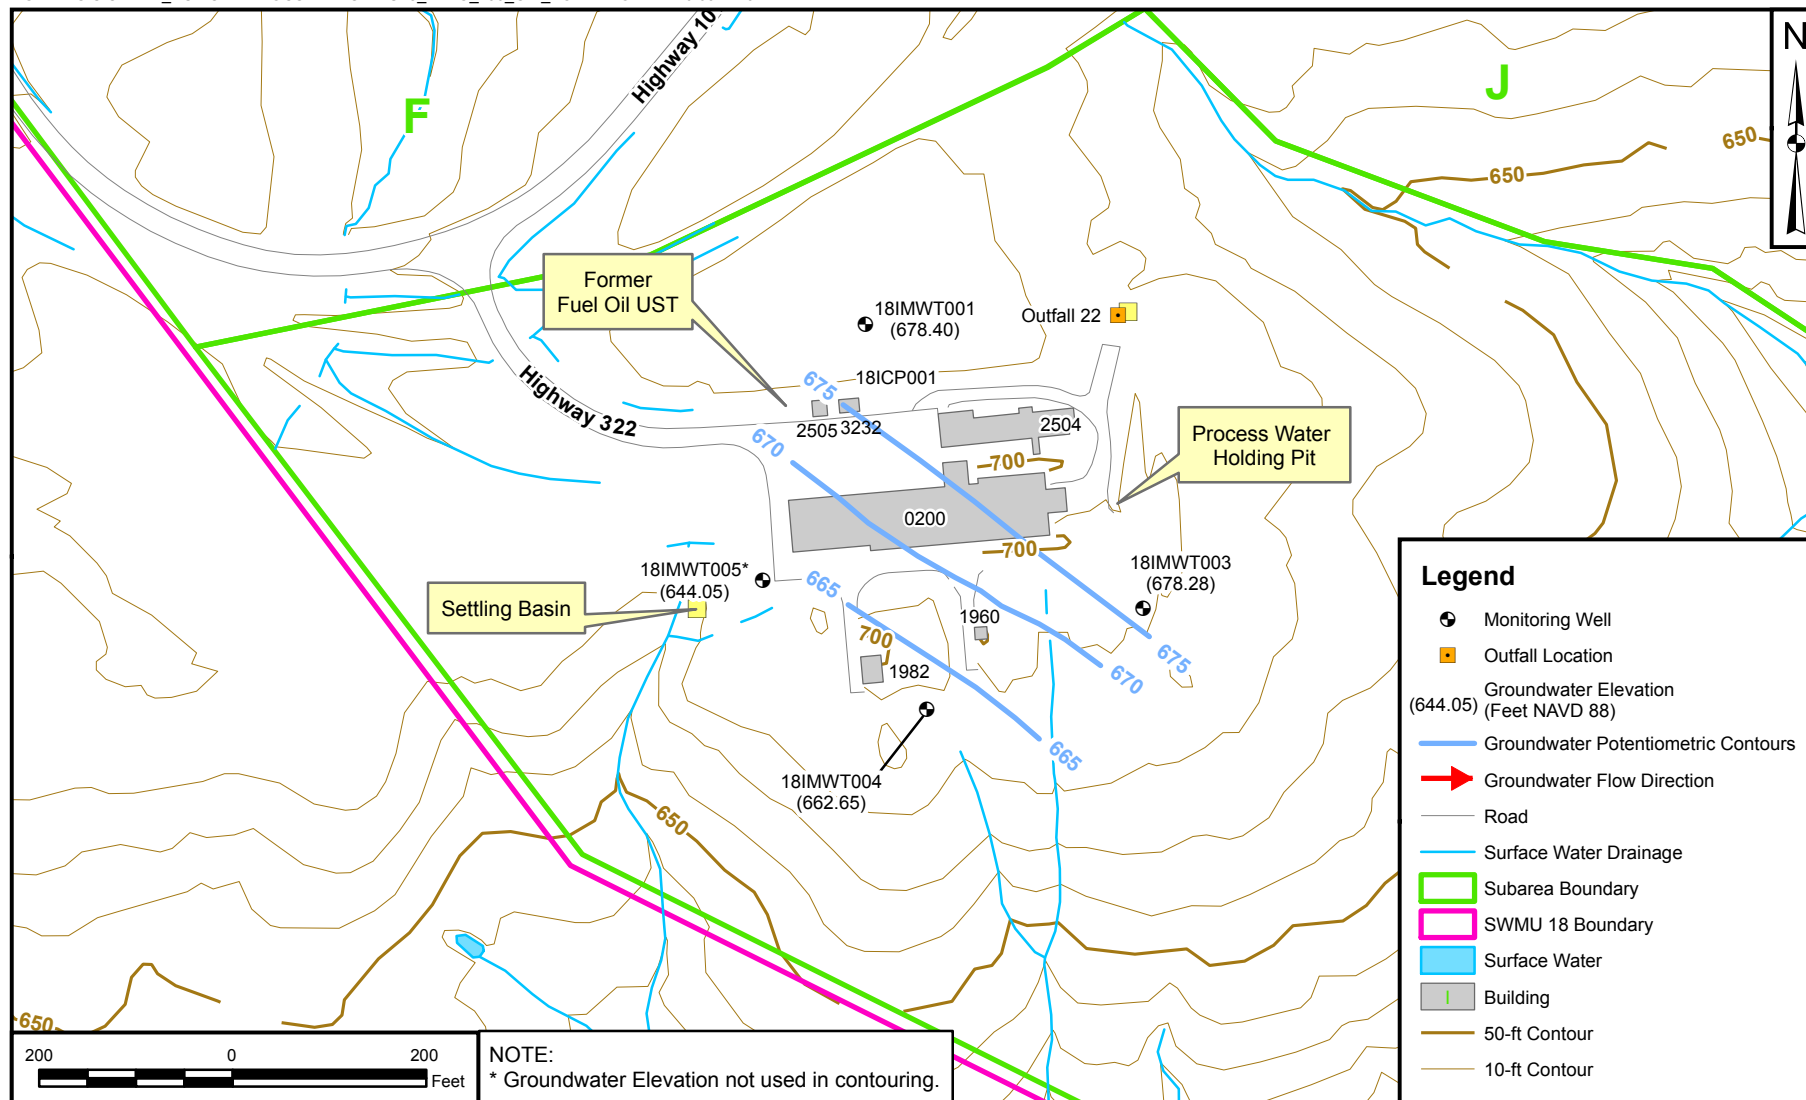 Highway 10
F
J
N
650
650
Former
Fuel Oil UST
18IMWT001
(678.40)
Outfall 22
18ICP001
675
Highway 322
2505
3232
2504
670
700
Process Water
Holding Pit
0200
700
18IMWT005*
(644.05)
665
18IMWT003
(678.28)
Settling Basin
1960
700
1982
675
670
665
18IMWT004
(662.65)
650
650
Legend
Monitoring Well
Outfall Location
(644.05)
Groundwater Elevation
(Feet NAVD 88)
Groundwater Potentiometric Contours
Groundwater Flow Direction
Road
Surface Water Drainage
Subarea Boundary
SWMU 18 Boundary
Surface Water
Building
50-ft Contour
10-ft Contour
200 0 200
Feet
NOTE:
* Groundwater Elevation not used in contouring.